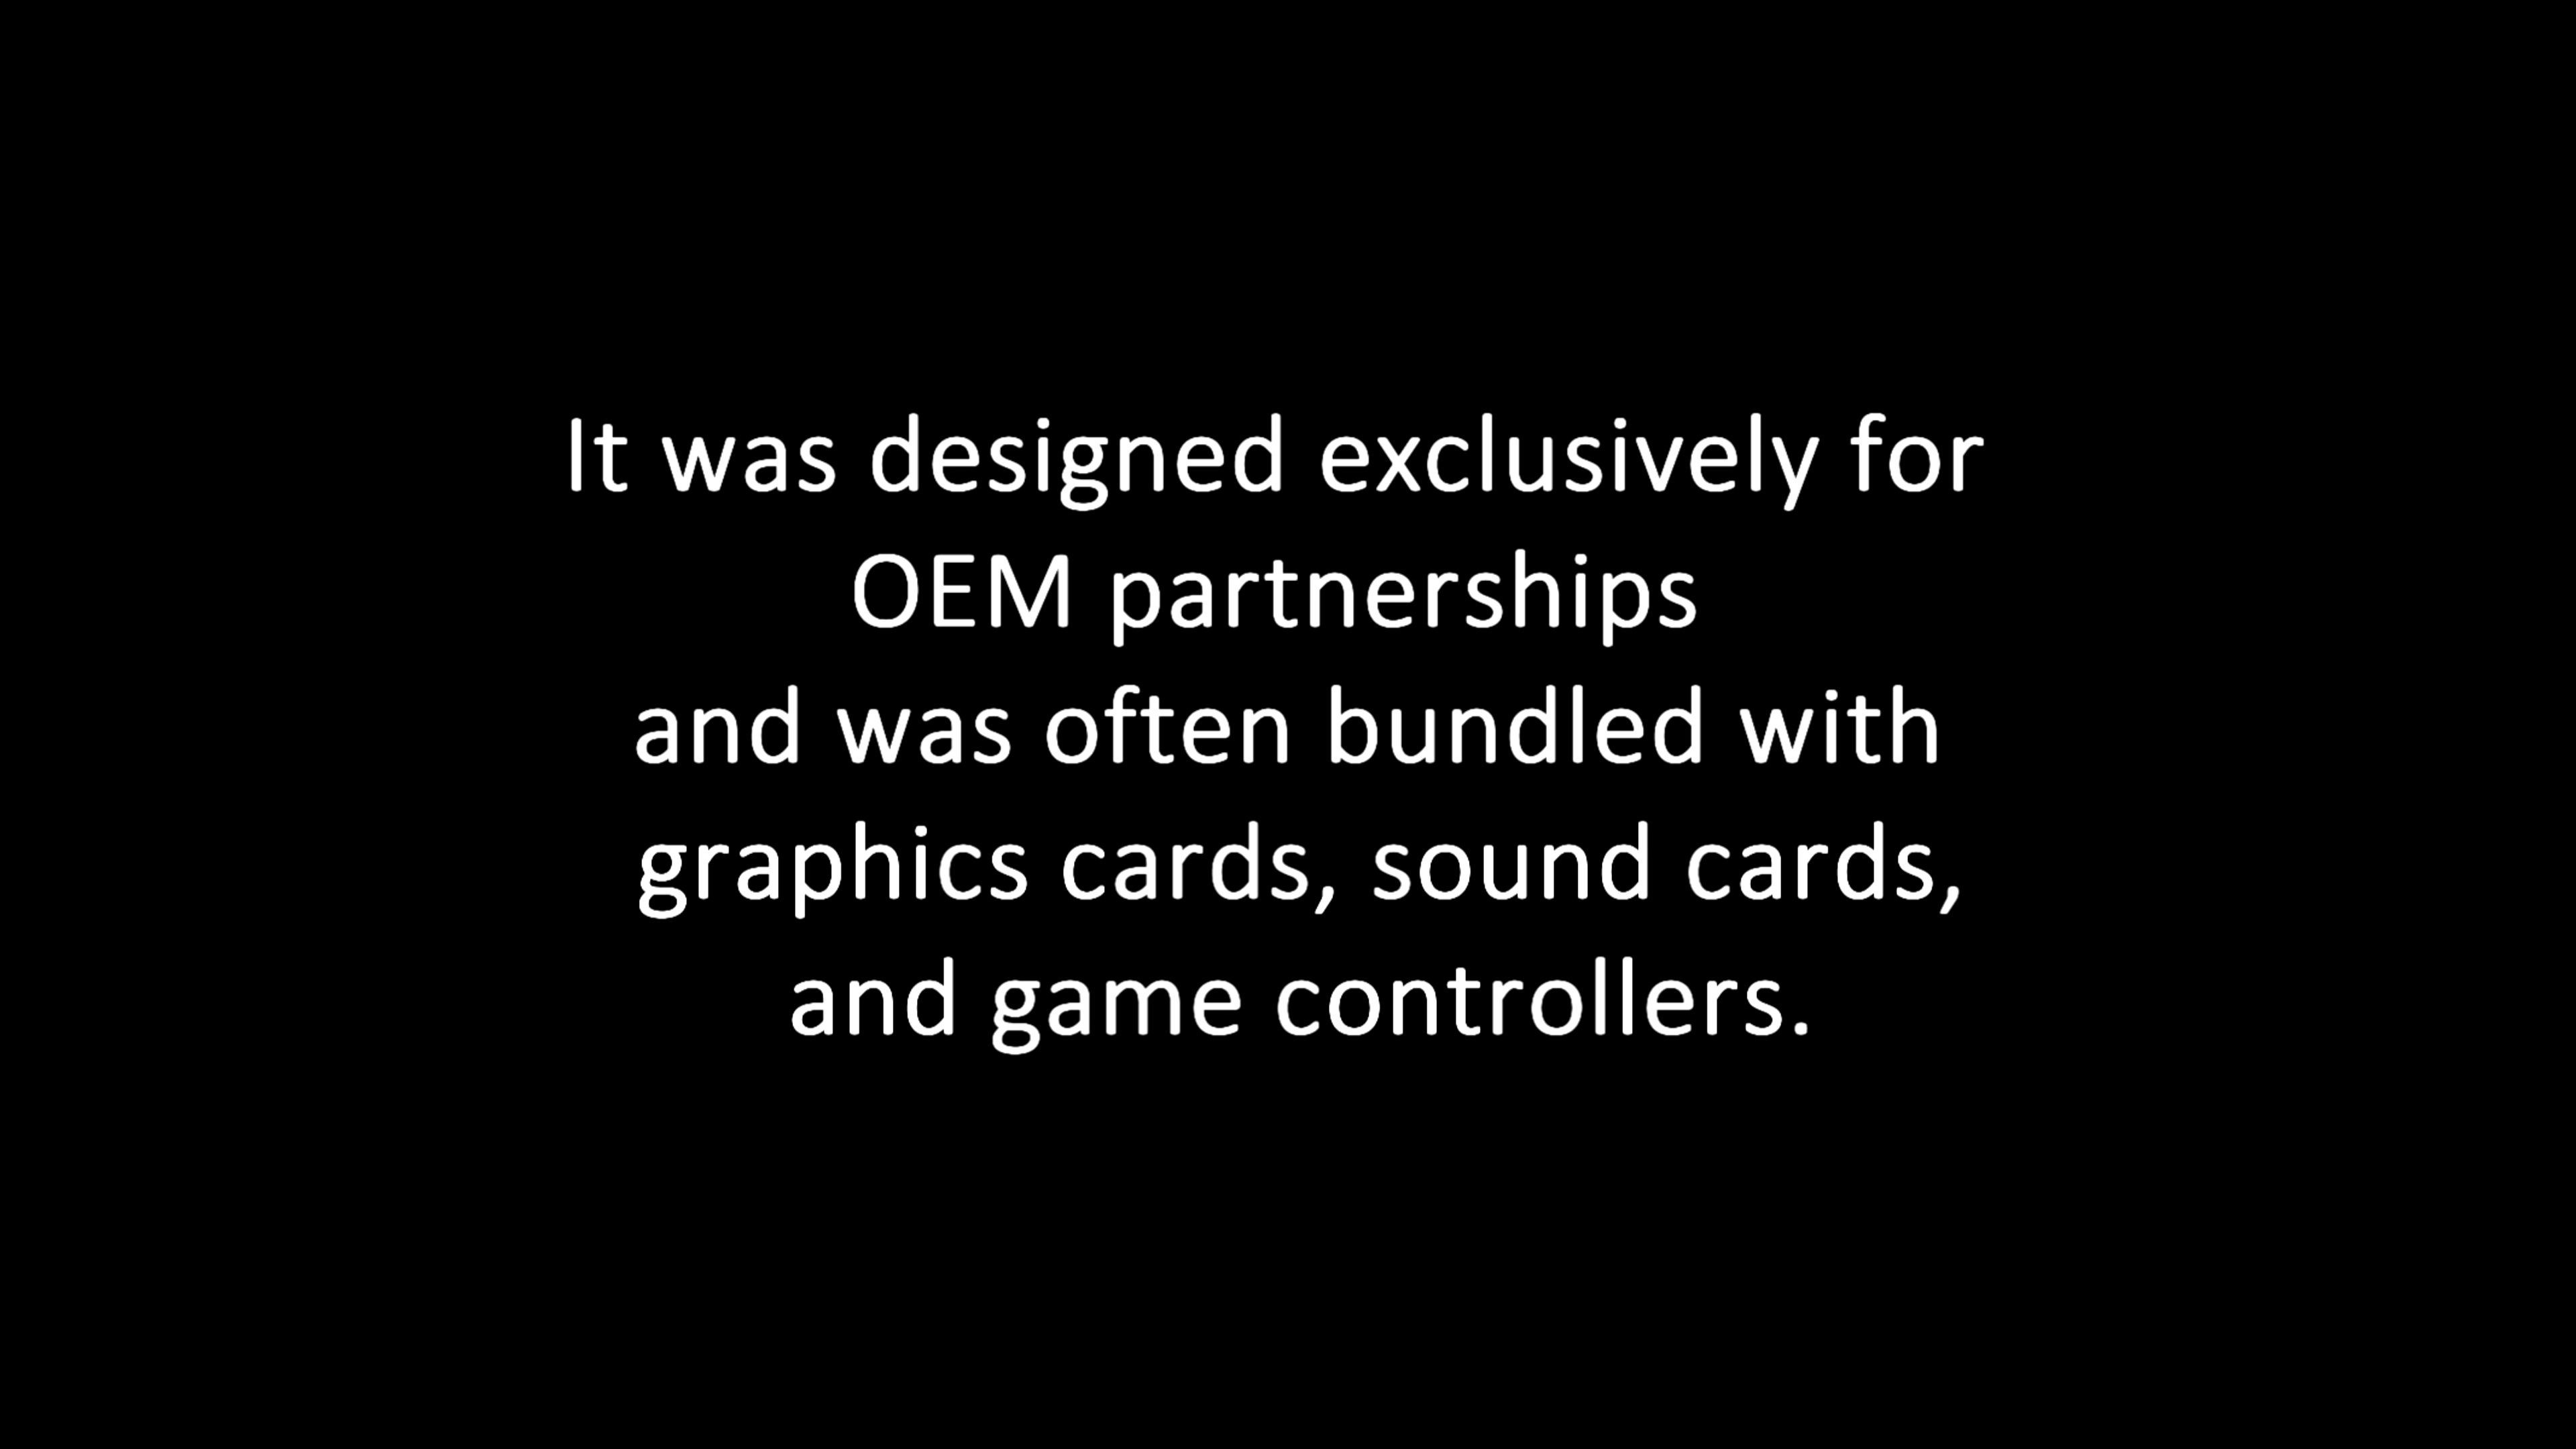 It was designed exclusively for
OEM partnerships
and was often bundled with
graphics cards, sound cards,
and game controllers.